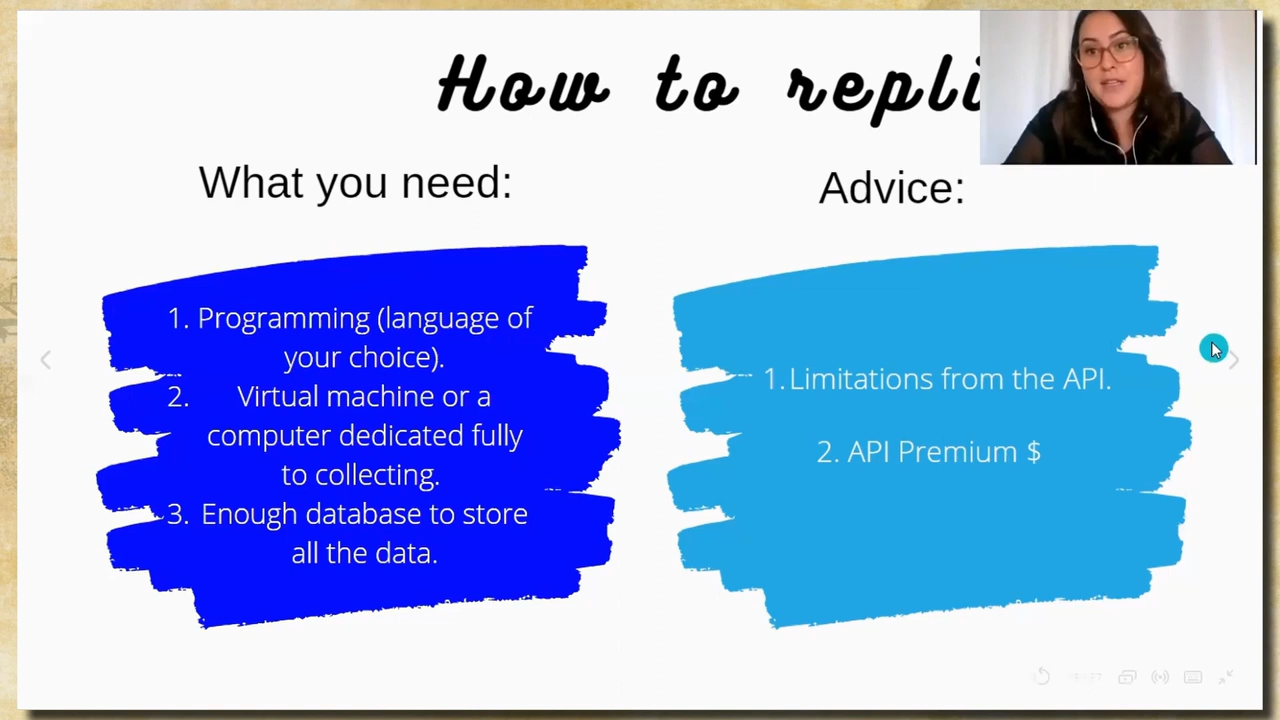 How to repli
What you need:
Advice:
1. Programming (language of
your choice).
2. Virtual machine or a
computer dedicated fully
to collecting.
3. Enough database to store
all the data.
1. Limitations from the API.
2. API Premium $